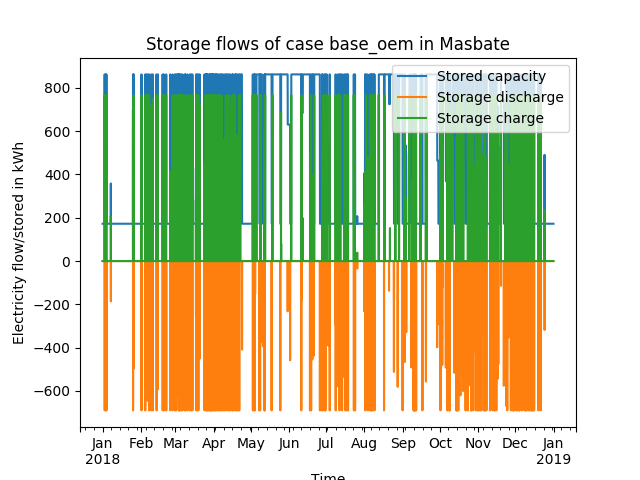 Storage flows of case base_oem in Masbate
Stored capacity
Storage discharge
Storage charge
Electricity flow/stored in kWh
800
600
400
200
0
−200
−400
−600
Jan Feb Mar Apr May Jun Jul Aug Sep Oct Nov Dec Jan
2018 2019
Time